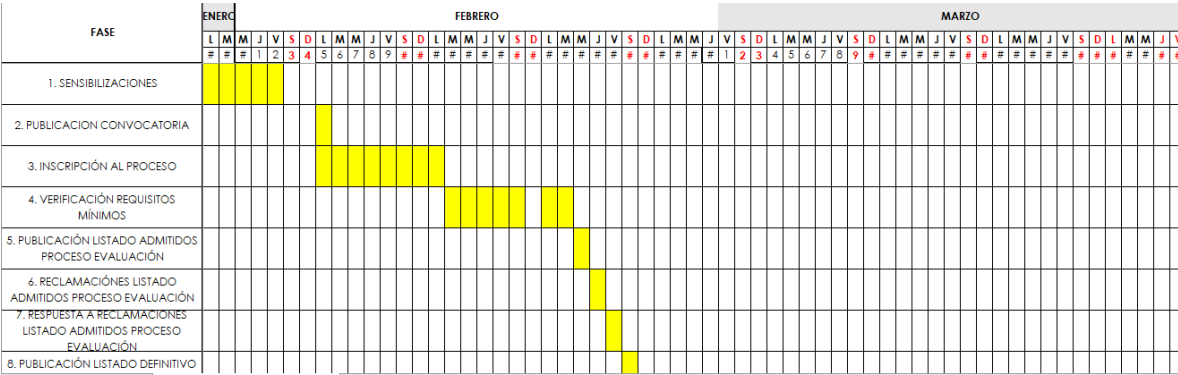 ENERO FEBRERO MARZO
FASE
L M M J V S D L M M J V S D L M M J V S D L M M J V S D L M M J V S D L M M J V S D L M M J V S D L M M J V S D L M M J V
# # # 1 2 3 4 5 6 7 8 9 # # # # # # # # # # # # # # # # # # # # 1 2 3 4 5 6 7 8 9 # # # # # # # # # # # # # # # # # # # #
1. SENSIBILIZACIONES
2. PUBLICACION CONVOCATORIA
3. INSCRIPCIÓN AL PROCESO
4. VERIFICACIÓN REQUISITOS
MÍNIMOS
5. PUBLICACIÓN LISTADO ADMITIDOS
PROCESO EVALUACIÓN
6. RECLAMACIÓNES LISTADO
ADMITIDOS PROCESO EVALUACIÓN
7. RESPUESTA A RECLAMACIONES
LISTADO ADMITIDOS PROCESO
EVALUACIÓN
8. PUBLICACIÓN LISTADO DEFINITIVO